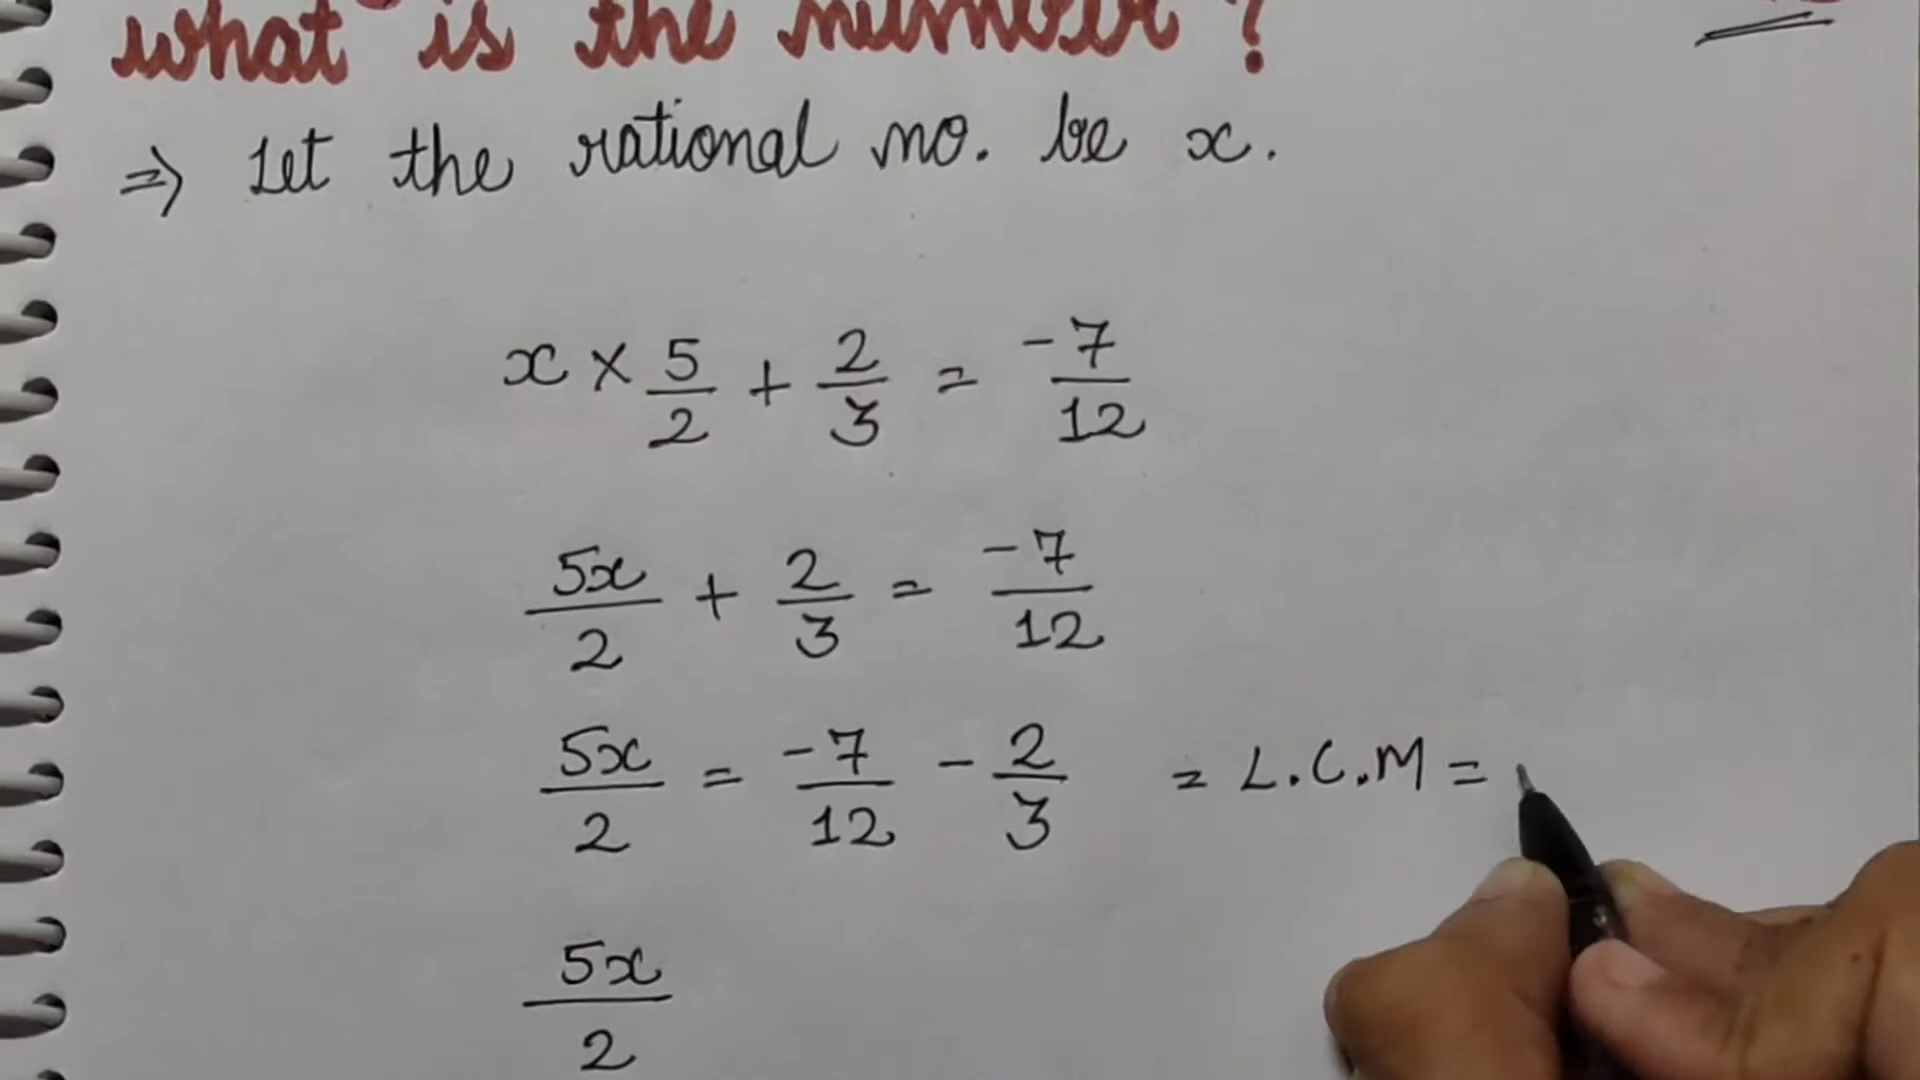 what is the number?
⇒ Let the rational no. be x.
x × 5/2 + 2/3 = -7/12
5x/2 + 2/3 = -7/12
5x/2 = -7/12 - 2/3 = L.C.M =
5x/2